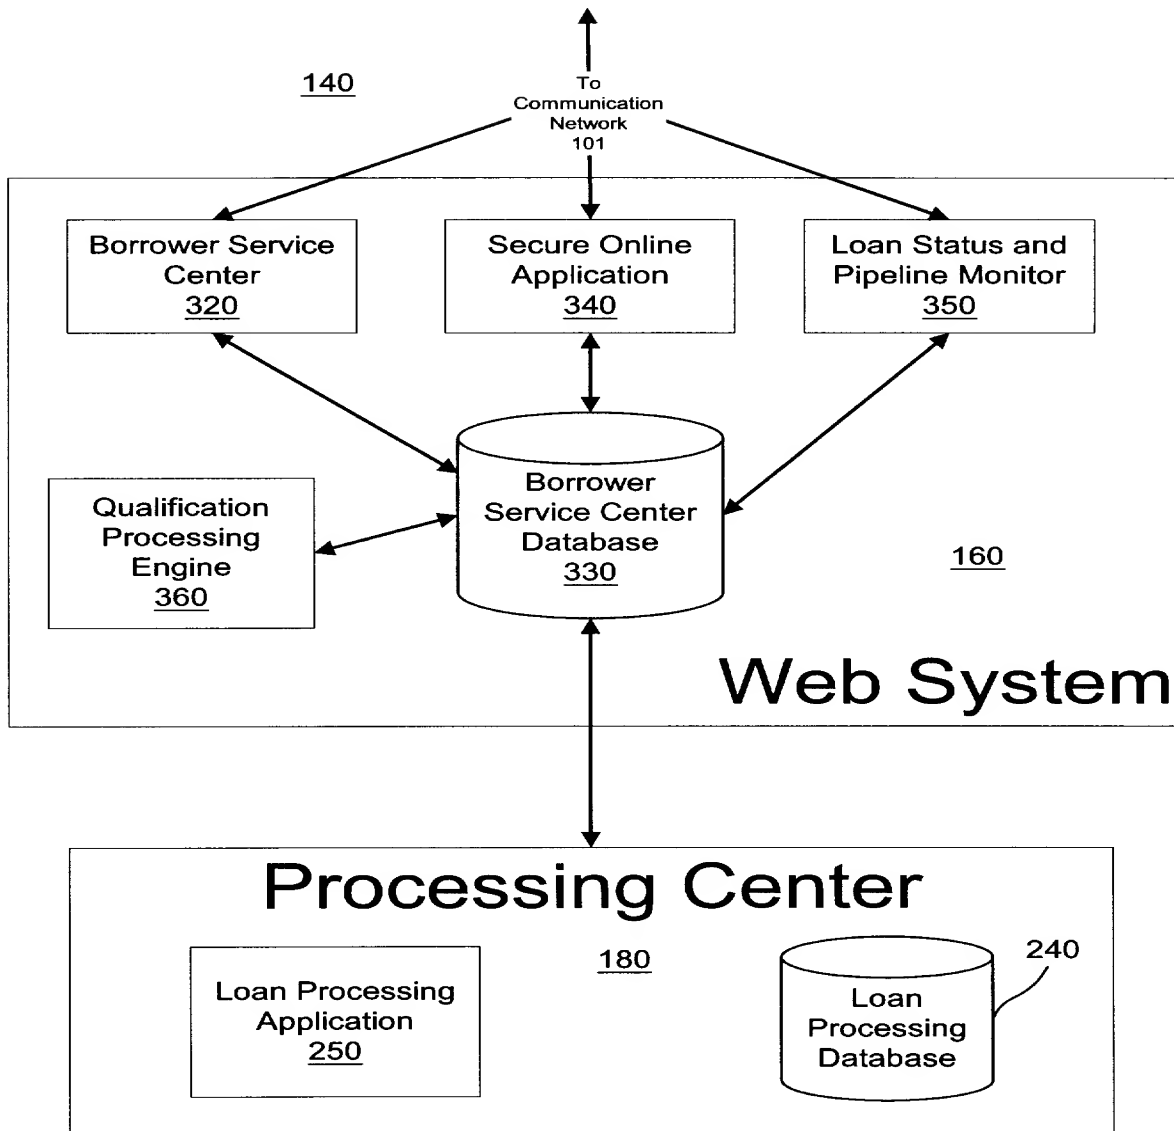 140
To
Communication
Network
101
Borrower Service
Center
320
Secure Online
Application
340
Loan Status and
Pipeline Monitor
350
Qualification
Processing
Engine
360
Borrower
Service Center
Database
330
160
Web System
Processing Center
180
Loan Processing
Application
250
240
Loan
Processing
Database